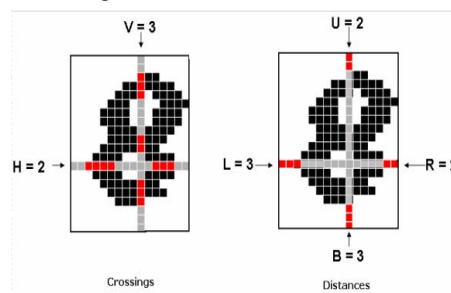 V = 3
U = 2
H = 2
L = 3
R =
B = 3
Crossings
Distances